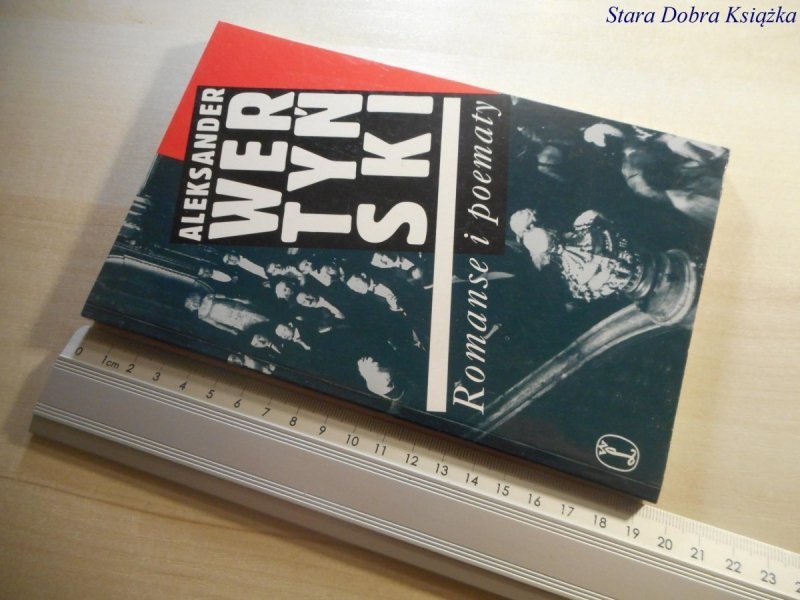 Stara Dobra Książka
ALEKSANDER
WER
TYŃ
SKI
Romanse i poematy
WL
0 1cm 2 3 4 5 6 7 8 9 10 11 12 13 14 15 16 17 18 19 20 21 22 23